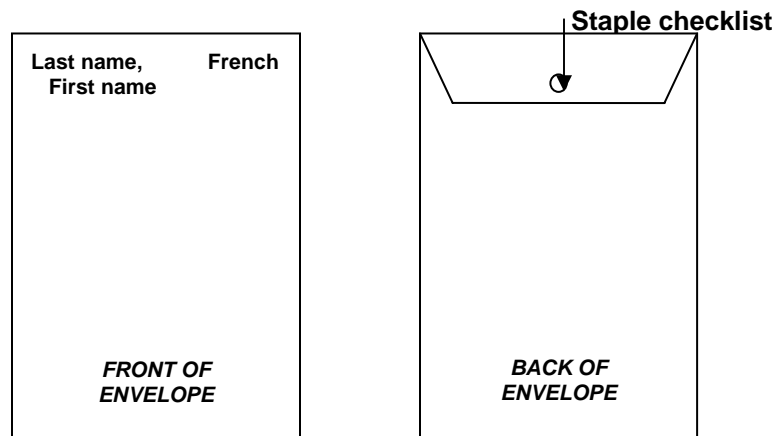 Staple checklist
Last name, French
First name
FRONT OF
ENVELOPE
BACK OF
ENVELOPE